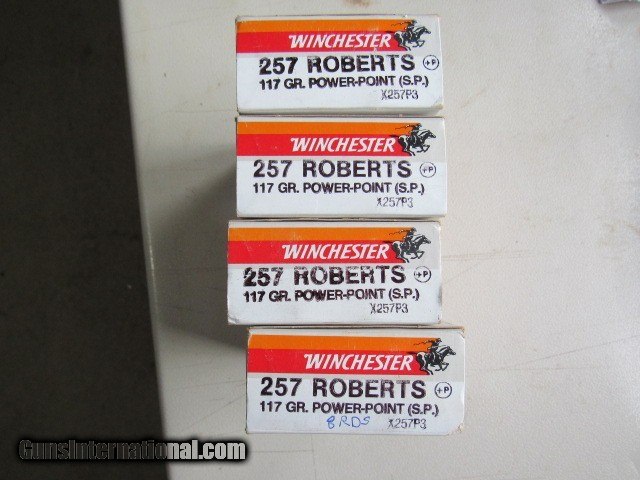 WINCHESTER
257 ROBERTS +P
117 GR. POWER-POINT (S.P.)
X257P3
WINCHESTER
257 ROBERTS +P
117 GR. POWER-POINT (S.P.)
X257P3
WINCHESTER
257 ROBERTS +P
117 GR. POWER-POINT (S.P.)
X257P3
WINCHESTER
257 ROBERTS +P
117 GR. POWER-POINT (S.P.)
8 RDS X257P3
GunsInternational.com